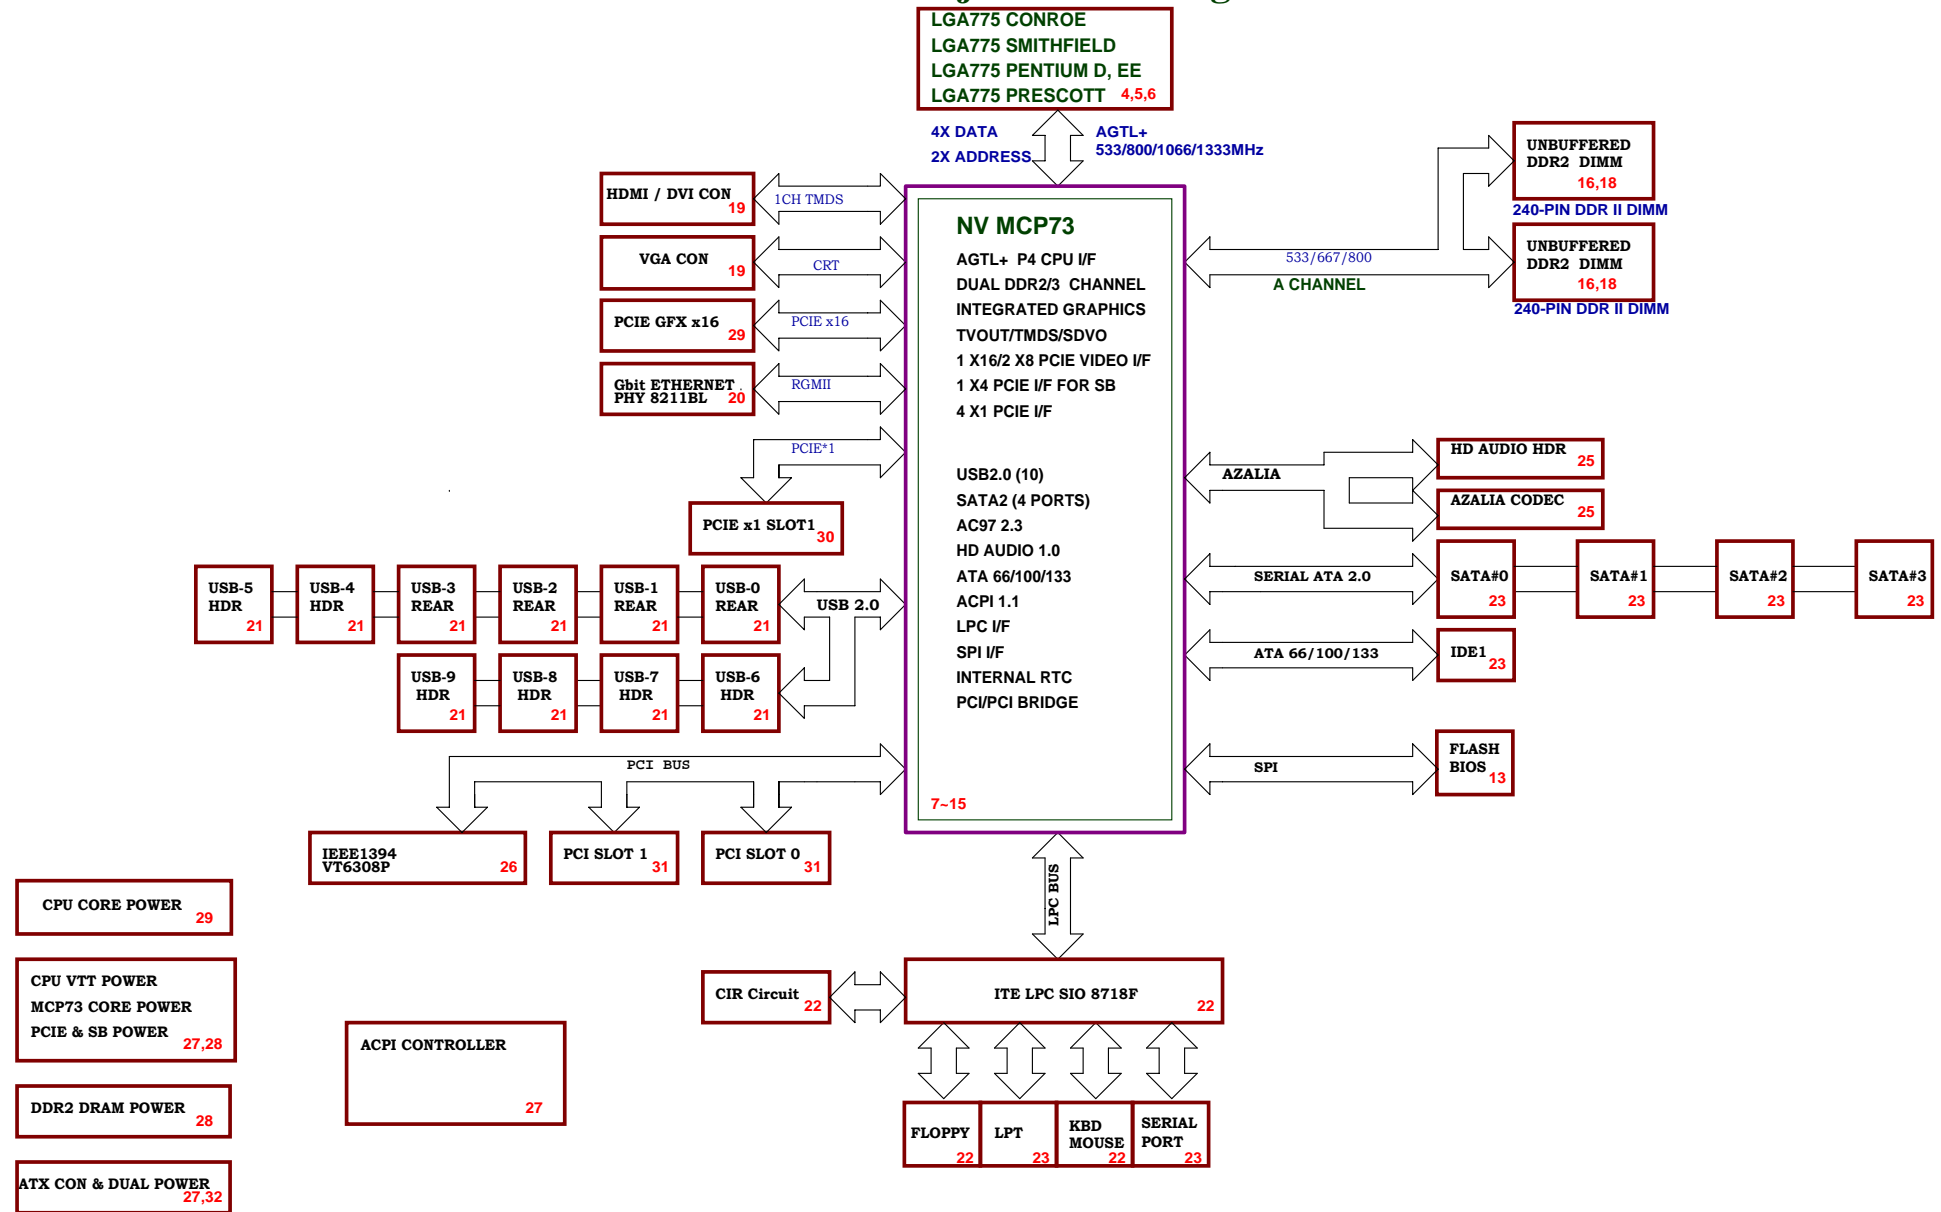 LGA775 CONROE
LGA775 SMITHFIELD
LGA775 PENTIUM D, EE
LGA775 PRESCOTT 4,5,6
4X DATA
2X ADDRESS
AGTL+
533/800/1066/1333MHz
HDMI / DVI CON
19
1CH TMDS
VGA CON
19
CRT
PCIE GFX x16
29
PCIE x16
Gbit ETHERNET
PHY 8211BL 20
RGMII
PCIE*1
PCIE x1 SLOT1
30
NV MCP73
AGTL+ P4 CPU I/F
DUAL DDR2/3 CHANNEL
INTEGRATED GRAPHICS
TVOUT/TMDS/SDVO
1 X16/2 X8 PCIE VIDEO I/F
1 X4 PCIE I/F FOR SB
4 X1 PCIE I/F
USB2.0 (10)
SATA2 (4 PORTS)
AC97 2.3
HD AUDIO 1.0
ATA 66/100/133
ACPI 1.1
LPC I/F
SPI I/F
INTERNAL RTC
PCI/PCI BRIDGE
7~15
UNBUFFERED
DDR2 DIMM
16,18
240-PIN DDR II DIMM
UNBUFFERED
DDR2 DIMM
16,18
240-PIN DDR II DIMM
533/667/800
A CHANNEL
AZALIA
HD AUDIO HDR
25
AZALIA CODEC
25
SERIAL ATA 2.0
SATA#0
23
SATA#1
23
SATA#2
23
SATA#3
23
ATA 66/100/133
IDE1
23
SPI
FLASH
BIOS
13
USB-5
HDR
21
USB-4
HDR
21
USB-3
REAR
21
USB-2
REAR
21
USB-1
REAR
21
USB-0
REAR
21
USB 2.0
USB-9
HDR
21
USB-8
HDR
21
USB-7
HDR
21
USB-6
HDR
21
PCI BUS
IEEE1394
VT6308P
26
PCI SLOT 1
31
PCI SLOT 0
31
LPC BUS
CIR Circuit
22
ITE LPC SIO 8718F
22
FLOPPY
22
LPT
23
KBD
MOUSE
22
SERIAL
PORT
23
CPU CORE POWER
29
CPU VTT POWER
MCP73 CORE POWER
PCIE & SB POWER
27,28
DDR2 DRAM POWER
28
ATX CON & DUAL POWER
27,32
ACPI CONTROLLER
27